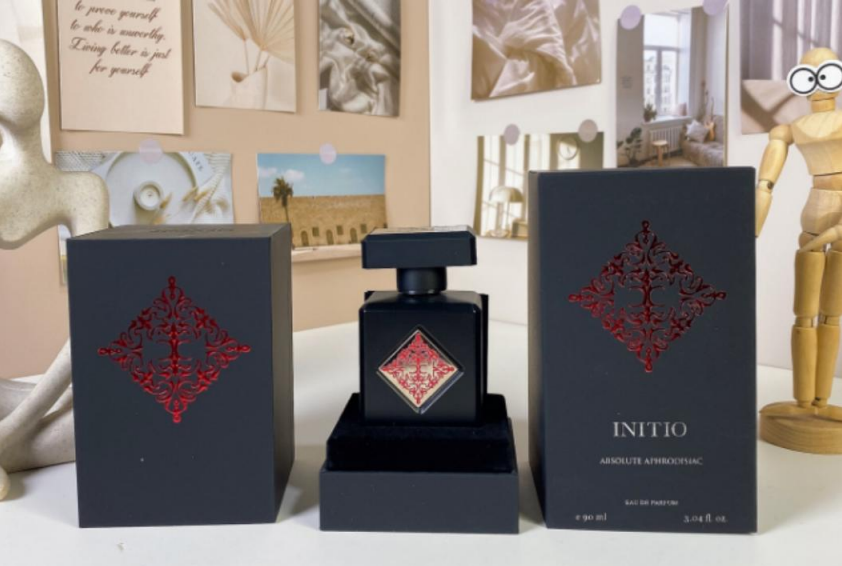 to prove yourself
to who is unworthy.
Living better is just
for yourself
INITIO
ABSOLUTE APHRODISIAC
EAU DE PARFUM
e 90 ml 3.04 fl. oz.